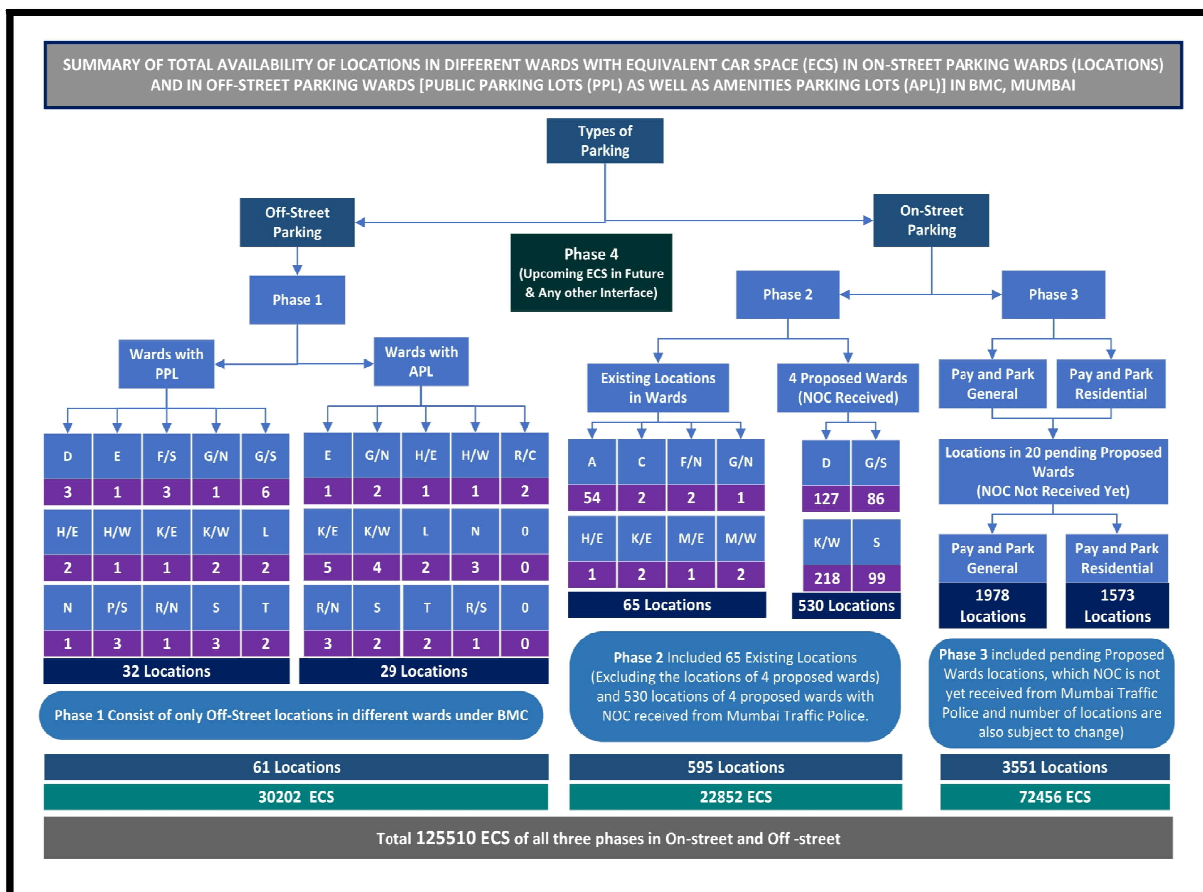 SUMMARY OF TOTAL AVAILABILITY OF LOCATIONS IN DIFFERENT WARDS WITH EQUIVALENT CAR SPACE (ECS) IN ON-STREET PARKING WARDS (LOCATIONS)
AND IN OFF-STREET PARKING WARDS [PUBLIC PARKING LOTS (PPL) AS WELL AS AMENITIES PARKING LOTS (APL)] IN BMC, MUMBAI
Types of
Parking
Off-Street
Parking
On-Street
Parking
Phase 4
(Upcoming ECS in Future
& Any other Interface)
Phase 1
Phase 2
Phase 3
Wards with
PPL
Wards with
APL
Existing Locations
in Wards
4 Proposed Wards
(NOC Received)
Pay and Park
General
Pay and Park
Residential
D E F/S G/N G/S
3 1 3 1 6
H/E H/W K/E K/W L
2 1 1 2 2
N P/S R/N S T
1 3 1 3 2
32 Locations
E G/N H/E H/W R/C
1 2 1 1 2
K/E K/W L N 0
5 4 2 3 0
R/N S T R/S 0
3 2 2 1 0
29 Locations
A C F/N G/N
54 2 2 1
H/E K/E M/E M/W
1 2 1 2
65 Locations
D G/S
127 86
K/W S
218 99
530 Locations
Locations in 20 pending Proposed
Wards
(NOC Not Received Yet)
Pay and Park
General
1978
Locations
Pay and Park
Residential
1573
Locations
Phase 1 Consist of only Off-Street locations in different wards under BMC
Phase 2 Included 65 Existing Locations
(Excluding the locations of 4 proposed wards)
and 530 locations of 4 proposed wards with
NOC received from Mumbai Traffic Police.
Phase 3 included pending Proposed
Wards locations, which NOC is not
yet received from Mumbai Traffic
Police and number of locations are
also subject to change)
61 Locations
30202 ECS
595 Locations
22852 ECS
3551 Locations
72456 ECS
Total 125510 ECS of all three phases in On-street and Off -street